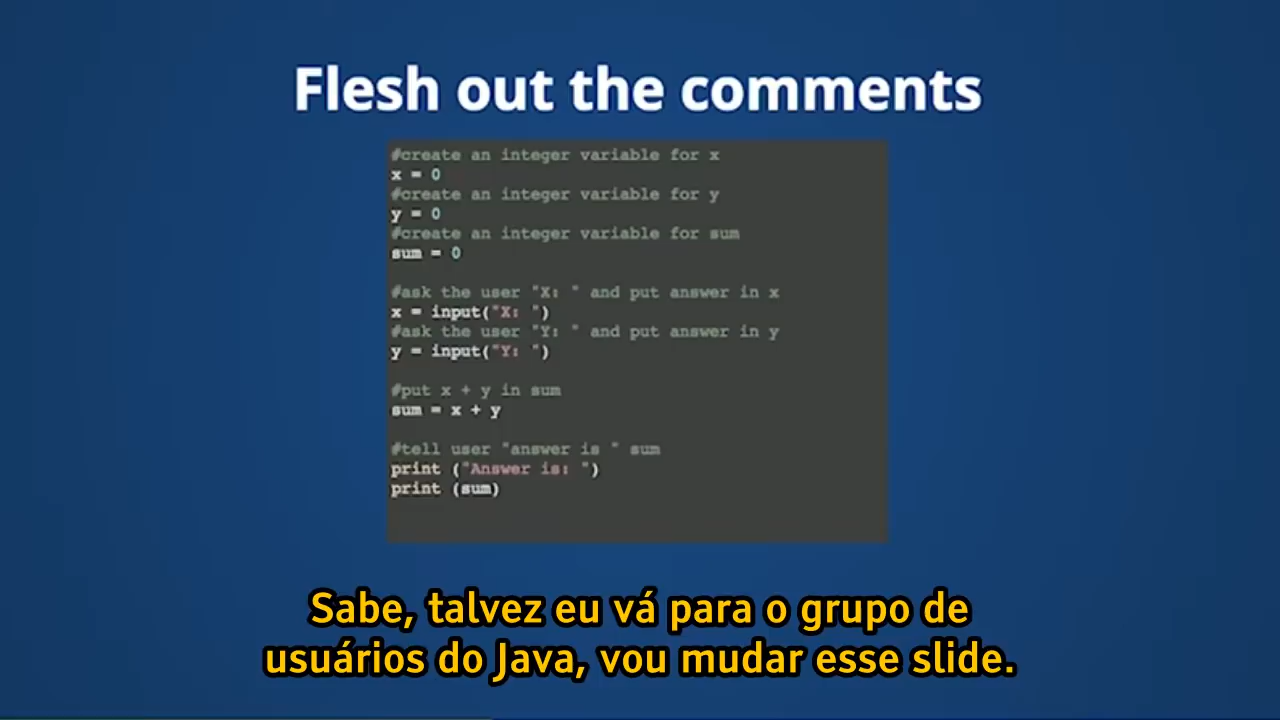 Flesh out the comments
#create an integer variable for x
x = 0
#create an integer variable for y
y = 0
#create an integer variable for sum
sum = 0
#ask the user "X: " and put answer in x
x = input("X: ")
#ask the user "Y: " and put answer in y
y = input("Y: ")
#put x + y in sum
sum = x + y
#tell user "answer is " sum
print ("Answer is: ")
print (sum)
Sabe, talvez eu vá para o grupo de
usuários do Java, vou mudar esse slide.